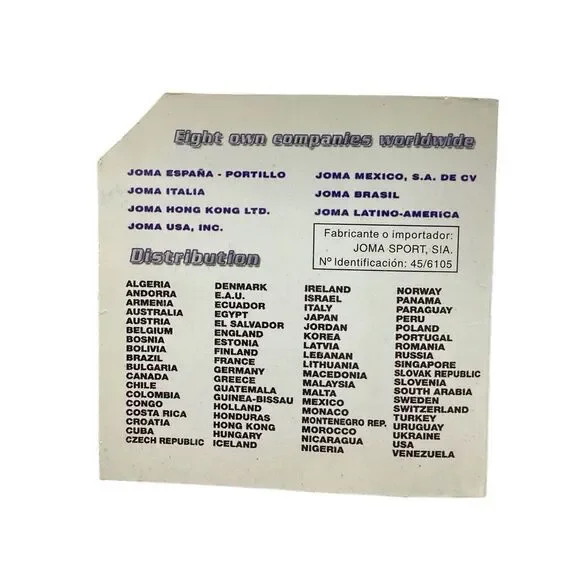 Eight own companies worldwide
JOMA ESPAÑA - PORTILLO
JOMA ITALIA
JOMA HONG KONG LTD.
JOMA USA, INC.
JOMA MEXICO, S.A. DE CV
JOMA BRASIL
JOMA LATINO-AMERICA
Fabricante o importador:
JOMA SPORT, SIA.
Nº Identificación: 45/6105
Distribution
ALGERIA
ANDORRA
ARMENIA
AUSTRALIA
AUSTRIA
BELGIUM
BOSNIA
BOLIVIA
BRAZIL
BULGARIA
CANADA
CHILE
COLOMBIA
CONGO
COSTA RICA
CROATIA
CUBA
CZECH REPUBLIC
DENMARK
E.A.U.
ECUADOR
EGYPT
EL SALVADOR
ENGLAND
ESTONIA
FINLAND
FRANCE
GERMANY
GREECE
GUATEMALA
GUINEA-BISSAU
HOLLAND
HONDURAS
HONG KONG
HUNGARY
ICELAND
IRELAND
ISRAEL
ITALY
JAPAN
JORDAN
KOREA
LATVIA
LEBANAN
LITHUANIA
MACEDONIA
MALAYSIA
MALTA
MEXICO
MONACO
MONTENEGRO REP.
MOROCCO
NICARAGUA
NIGERIA
NORWAY
PANAMA
PARAGUAY
PERU
POLAND
PORTUGAL
ROMANIA
RUSSIA
SINGAPORE
SLOVAK REPUBLIC
SLOVENIA
SOUTH ARABIA
SWEDEN
SWITZERLAND
TURKEY
URUGUAY
UKRAINE
USA
VENEZUELA